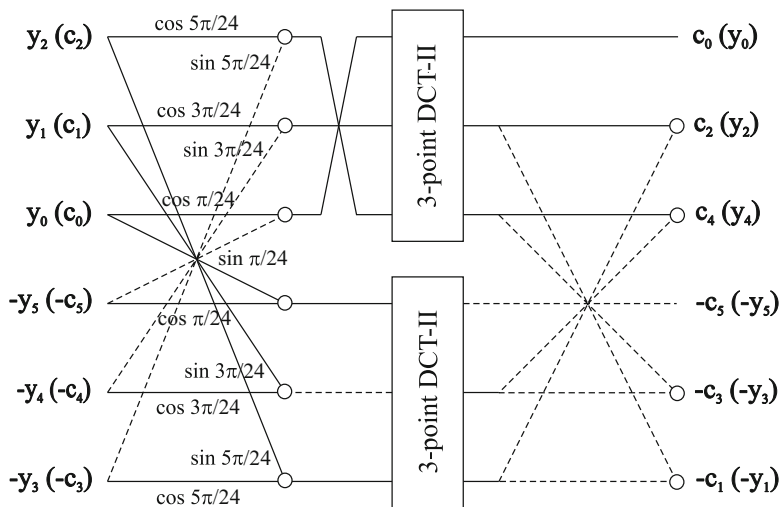 cos 5π/24
y₂ (c₂)
c₀ (y₀)
sin 5π/24
cos 3π/24
y₁ (c₁)
c₂ (y₂)
sin 3π/24
3-point DCT-II
cos π/24
y₀ (c₀)
c₄ (y₄)
sin π/24
-y₅ (-c₅)
-c₅ (-y₅)
cos π/24
sin 3π/24
-y₄ (-c₄)
-c₃ (-y₃)
cos 3π/24
3-point DCT-II
sin 5π/24
-y₃ (-c₃)
-c₁ (-y₁)
cos 5π/24